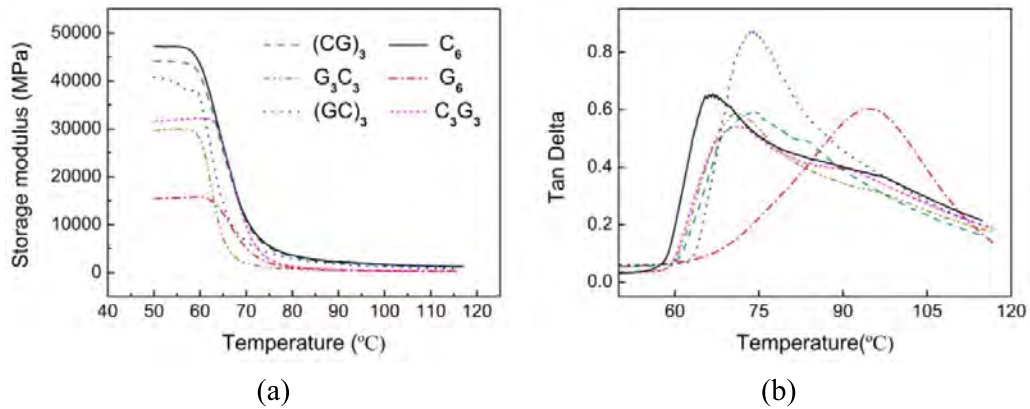 Storage modulus (MPa)
50000
40000
30000
20000
10000
0
(CG)₃
C₆
G₃C₃
G₆
(GC)₃
C₃G₃
40 50 60 70 80 90 100 110 120
Temperature (°C)
(a)
Tan Delta
0.8
0.6
0.4
0.2
0.0
60 75 90 105 120
Temperature(°C)
(b)